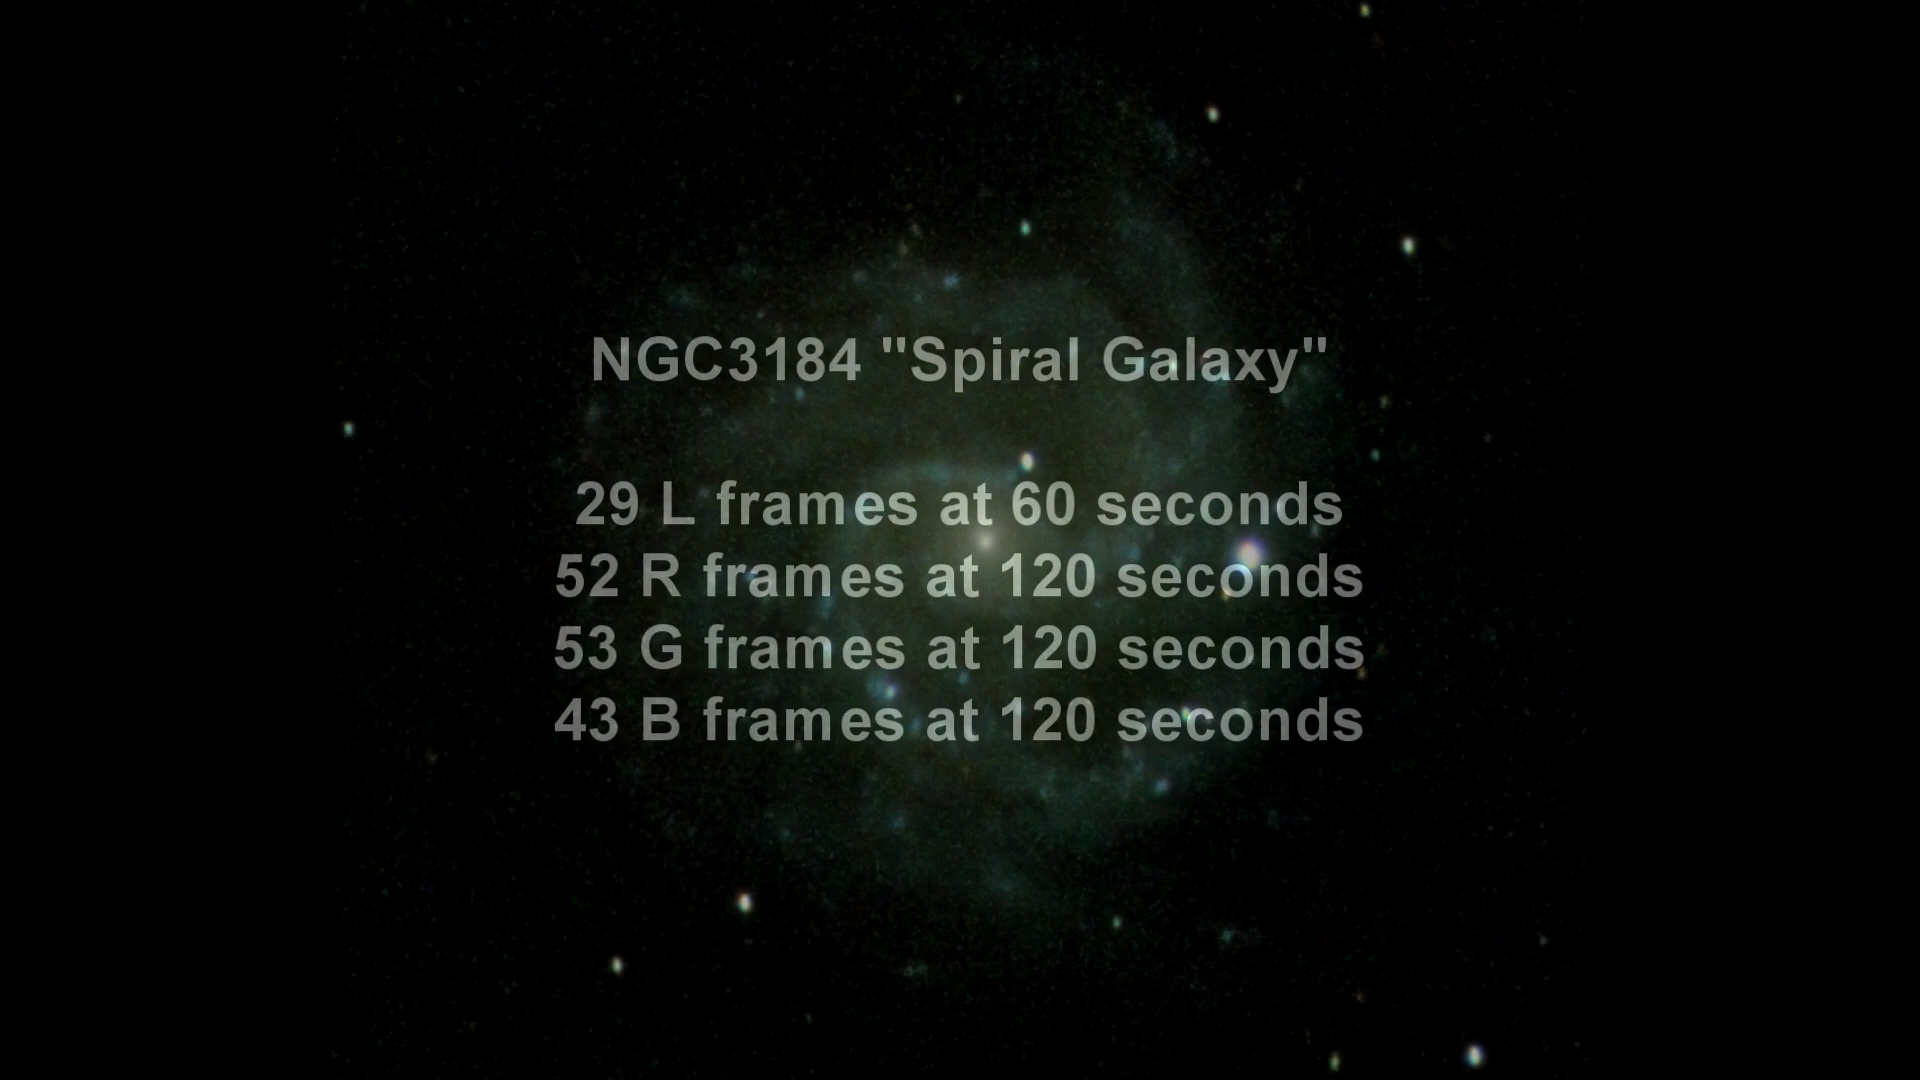 NGC3184 "Spiral Galaxy"
29 L frames at 60 seconds
52 R frames at 120 seconds
53 G frames at 120 seconds
43 B frames at 120 seconds